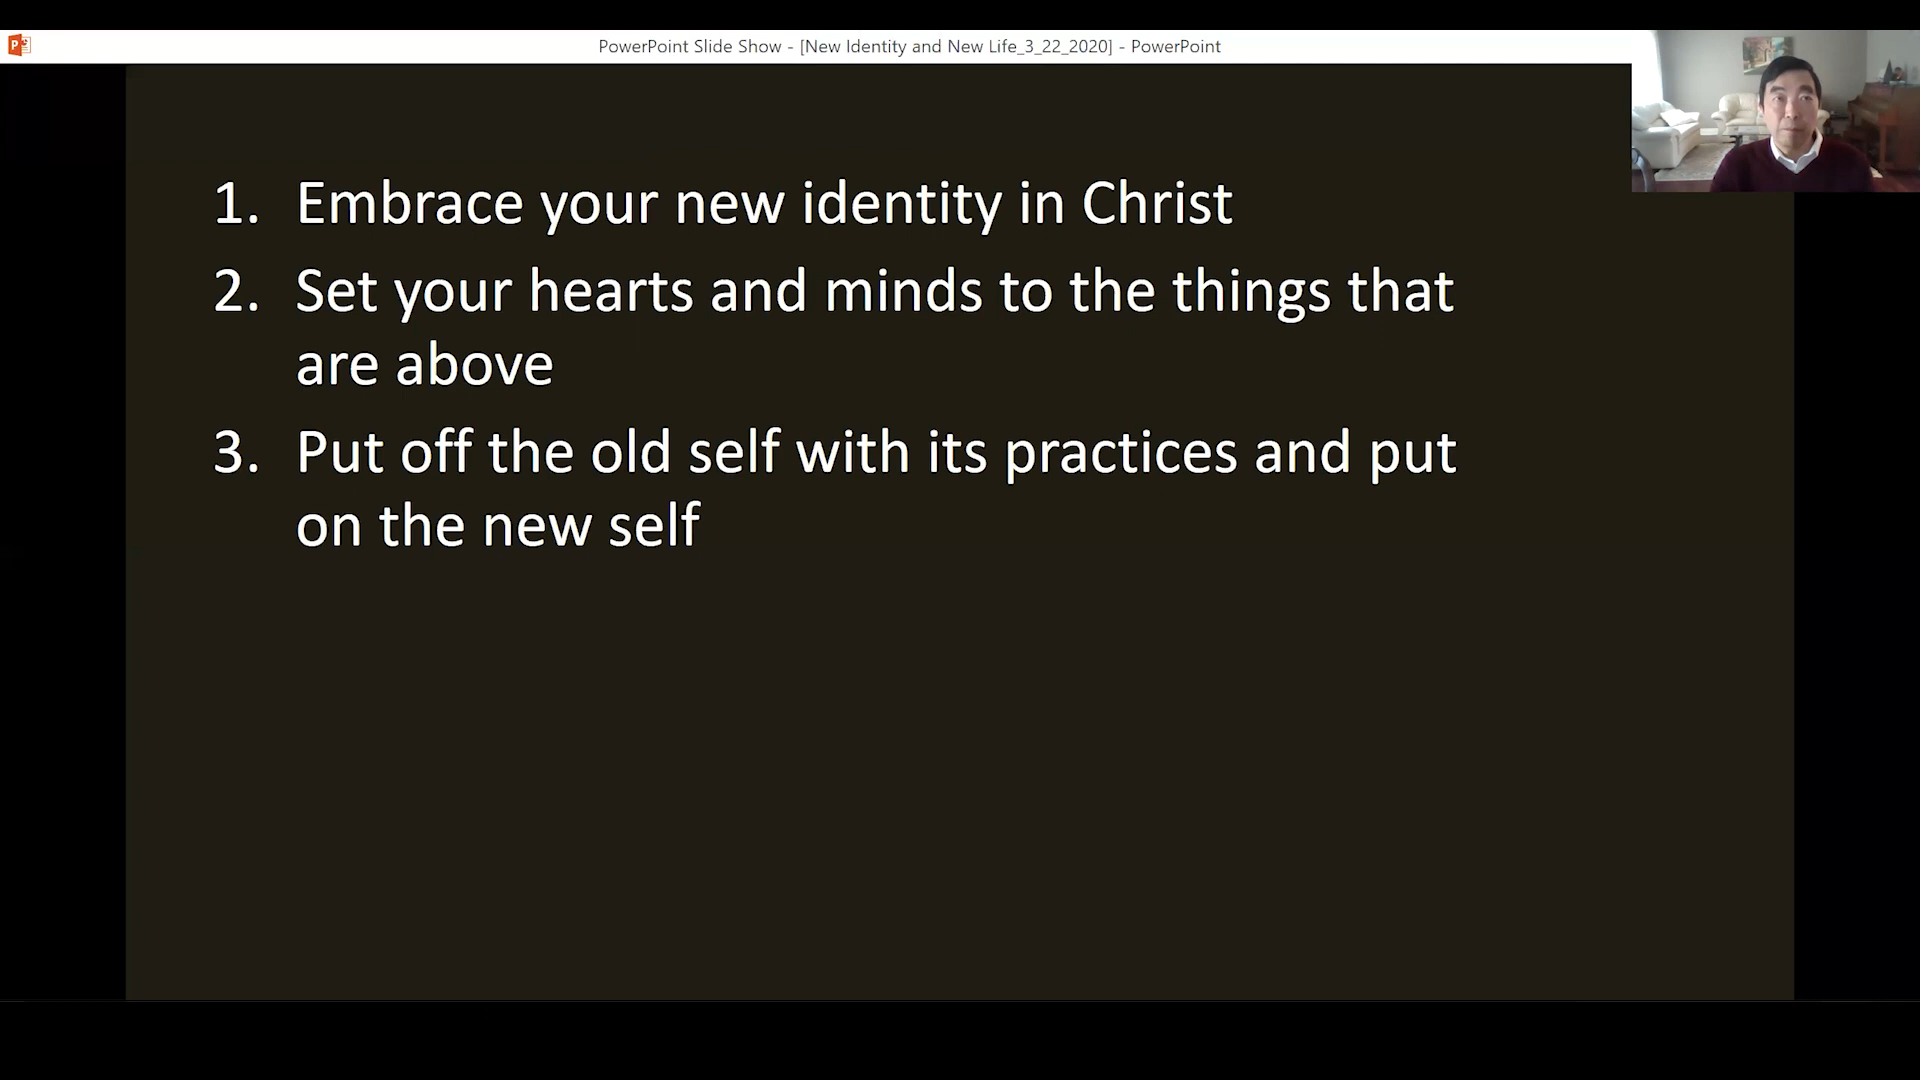 PowerPoint Slide Show - [New Identity and New Life_3_22_2020] - PowerPoint
1. Embrace your new identity in Christ
2. Set your hearts and minds to the things that
are above
3. Put off the old self with its practices and put
on the new self